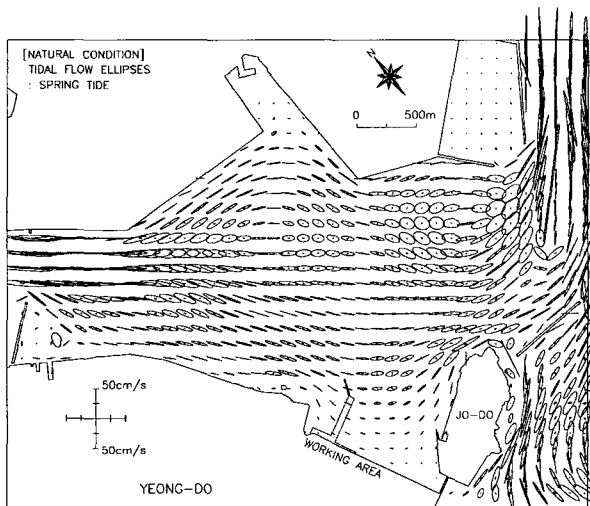 [NATURAL CONDITION]
TIDAL FLOW ELLIPSES
: SPRING TIDE
N
0 500m
50cm/s
50cm/s
JO-DO
WORKING AREA
YEONG-DO